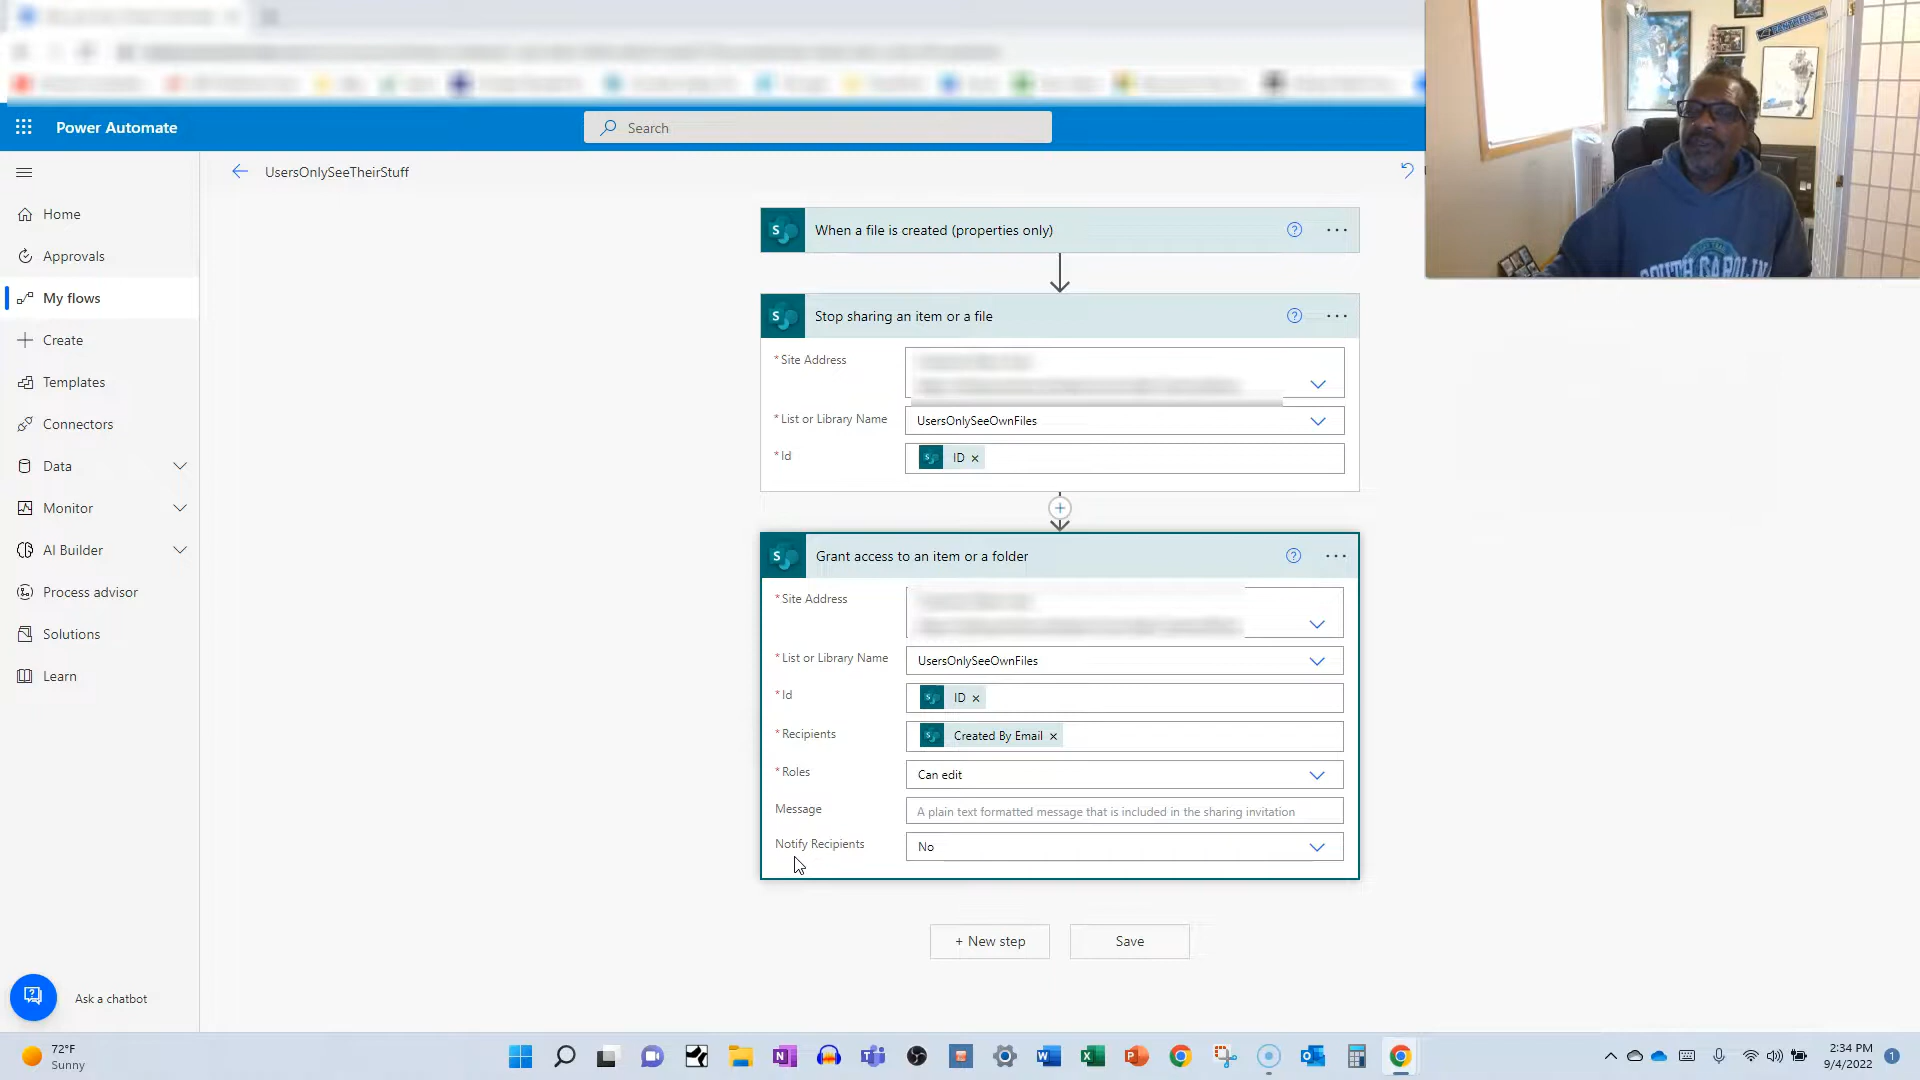 Power Automate
Search
UsersOnlySeeTheirStuff
Home
Approvals
My flows
Create
Templates
Connectors
Data
Monitor
AI Builder
Process advisor
Solutions
Learn
Ask a chatbot
When a file is created (properties only)
Stop sharing an item or a file
* Site Address
* List or Library Name
UsersOnlySeeOwnFiles
* Id
ID
Grant access to an item or a folder
* Site Address
* List or Library Name
UsersOnlySeeOwnFiles
* Id
ID
* Recipients
Created By Email
* Roles
Can edit
Message
A plain text formatted message that is included in the sharing invitation
Notify Recipients
No
+ New step
Save
PANTHERS
SOUTH CAROLIN
72°F
Sunny
2:34 PM
9/4/2022
1